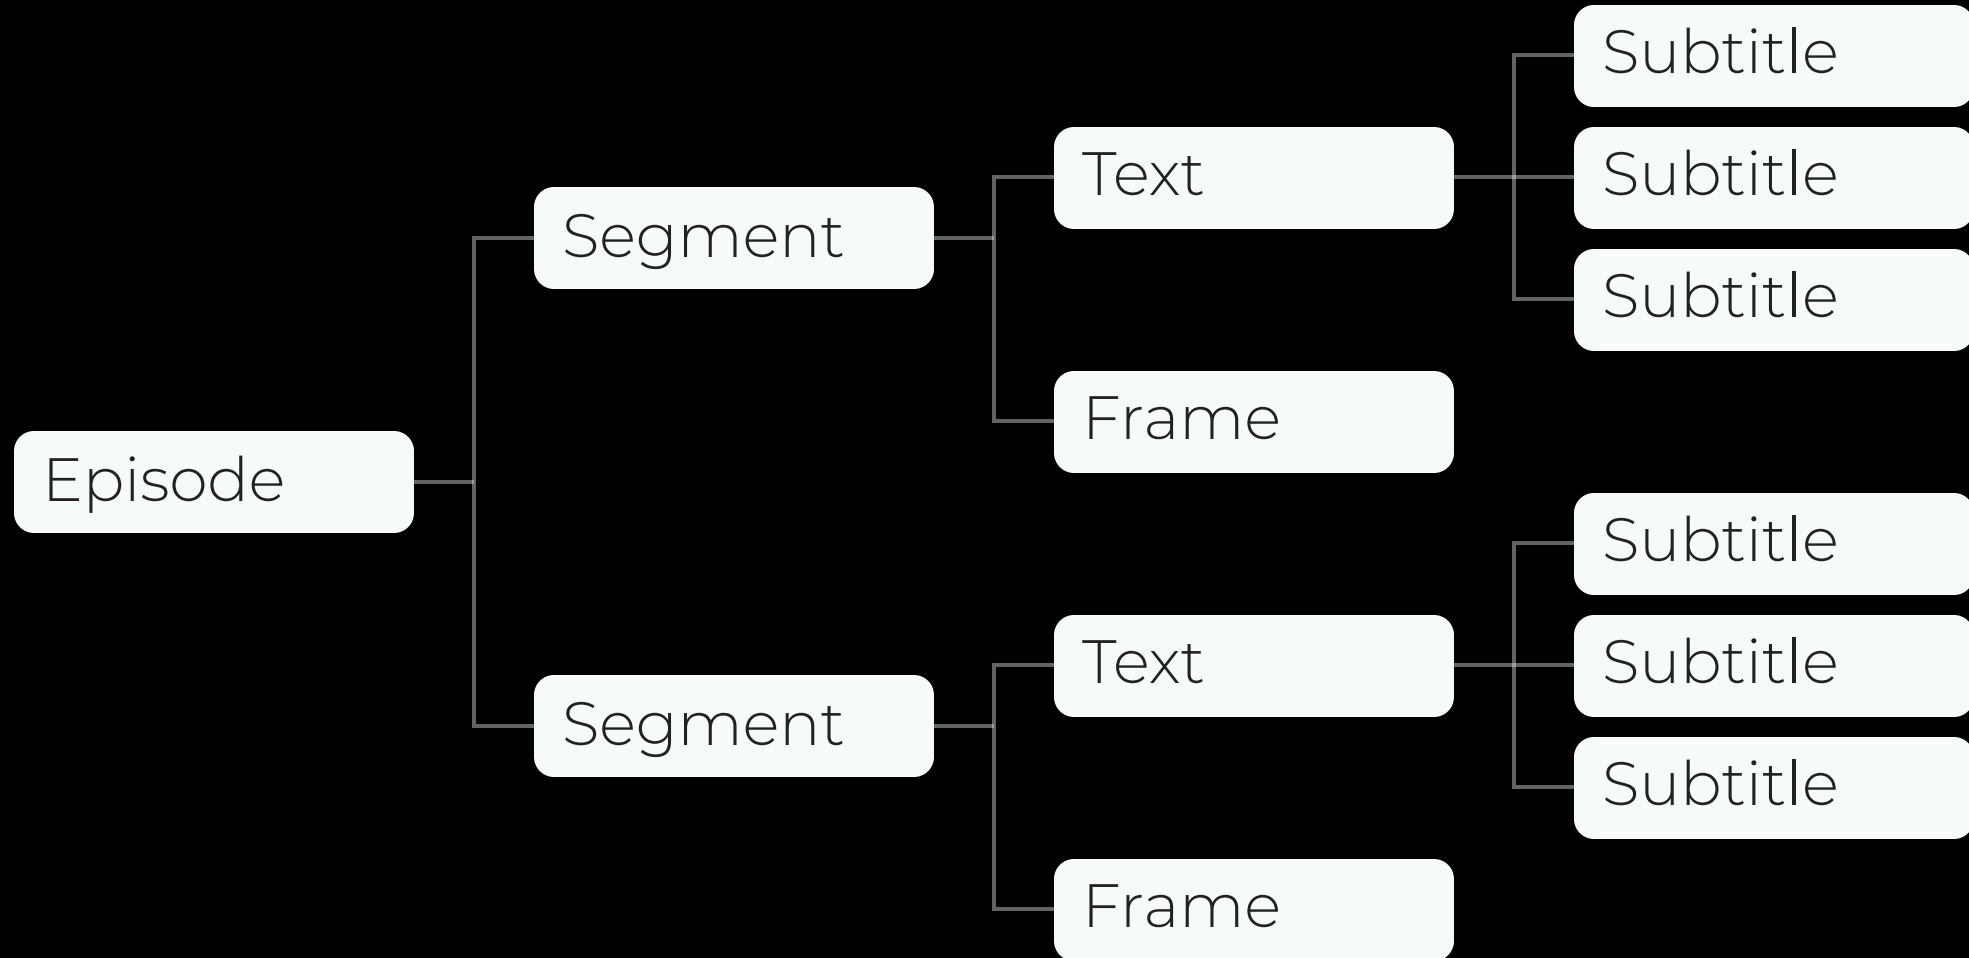 Episode
Segment
Text
Subtitle
Subtitle
Subtitle
Frame
Segment
Text
Subtitle
Subtitle
Subtitle
Frame